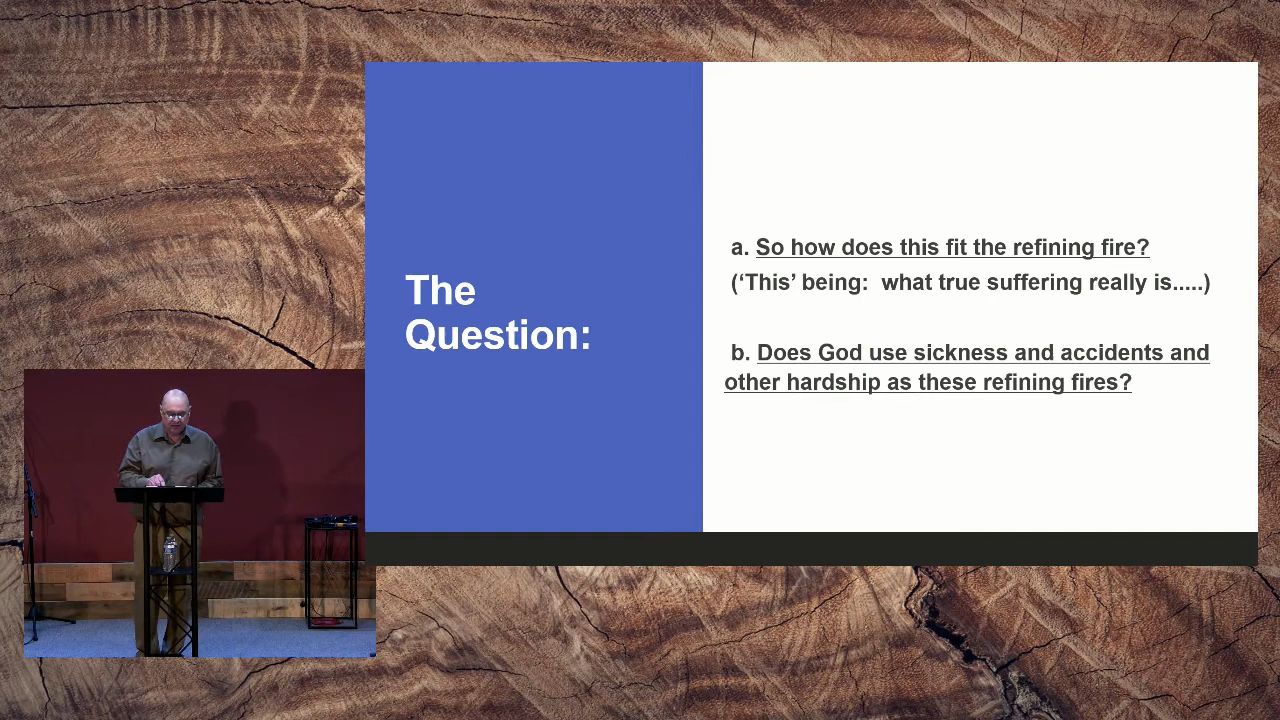 The
Question:
a. So how does this fit the refining fire?
(‘This’ being:  what true suffering really is.....)
b. Does God use sickness and accidents and
other hardship as these refining fires?